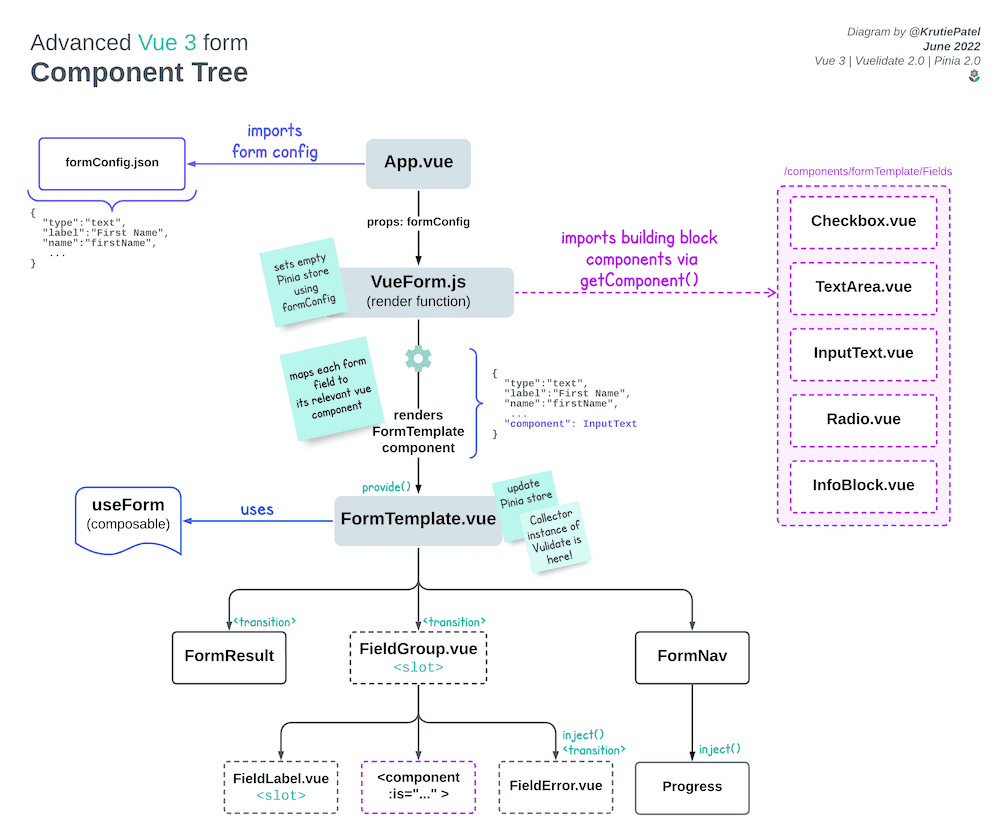 Advanced Vue 3 form
Component Tree
Diagram by @KrutiePatel
June 2022
Vue 3 | Vuelidate 2.0 | Pinia 2.0
imports
form config
formConfig.json
App.vue
{
"type":"text",
"label":"First Name",
"name":"firstName",
...
}
props: formConfig
/components/formTemplate/Fields
Checkbox.vue
TextArea.vue
InputText.vue
Radio.vue
InfoBlock.vue
imports building block
components via
getComponent()
sets empty
Pinia store
using
formConfig
VueForm.js
(render function)
maps each form
field to
its relevant vue
component
renders
FormTemplate
component
{
"type":"text",
"label":"First Name",
"name":"firstName",
...
"component": InputText
}
provide()
useForm
(composable)
uses
FormTemplate.vue
update
Pinia store
Collector
instance of
Vulidate is
here!
<transition>
<transition>
FormResult
FieldGroup.vue
<slot>
FormNav
inject()
<transition>
inject()
FieldLabel.vue
<slot>
<component
:is="..." >
FieldError.vue
Progress